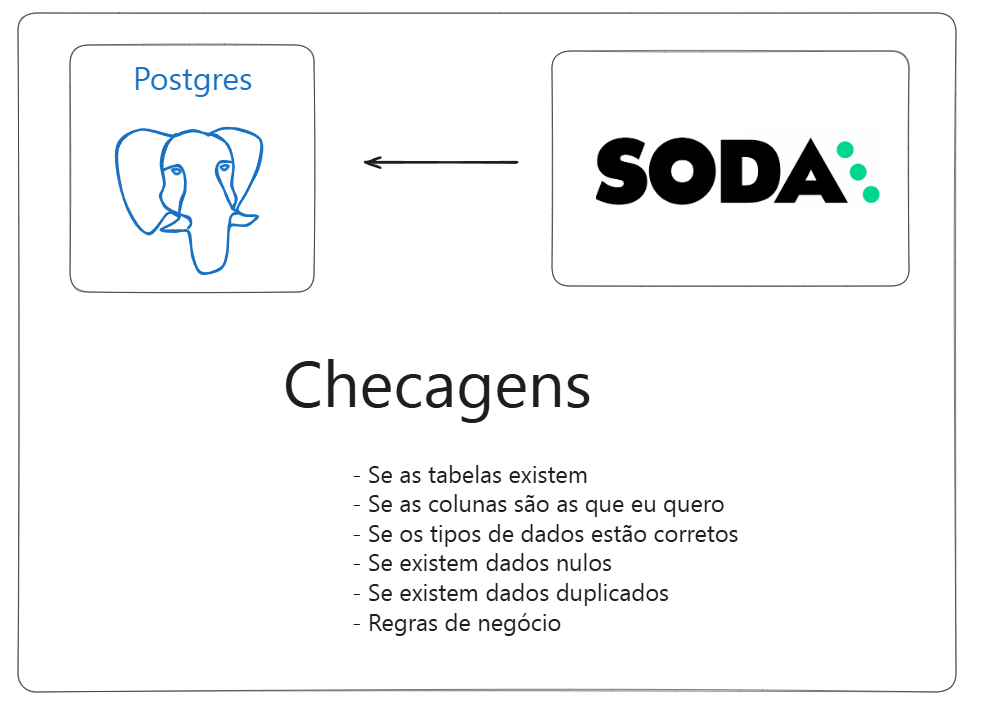 Postgres
SODA
Checagens
- Se as tabelas existem
- Se as colunas são as que eu quero
- Se os tipos de dados estão corretos
- Se existem dados nulos
- Se existem dados duplicados
- Regras de negócio